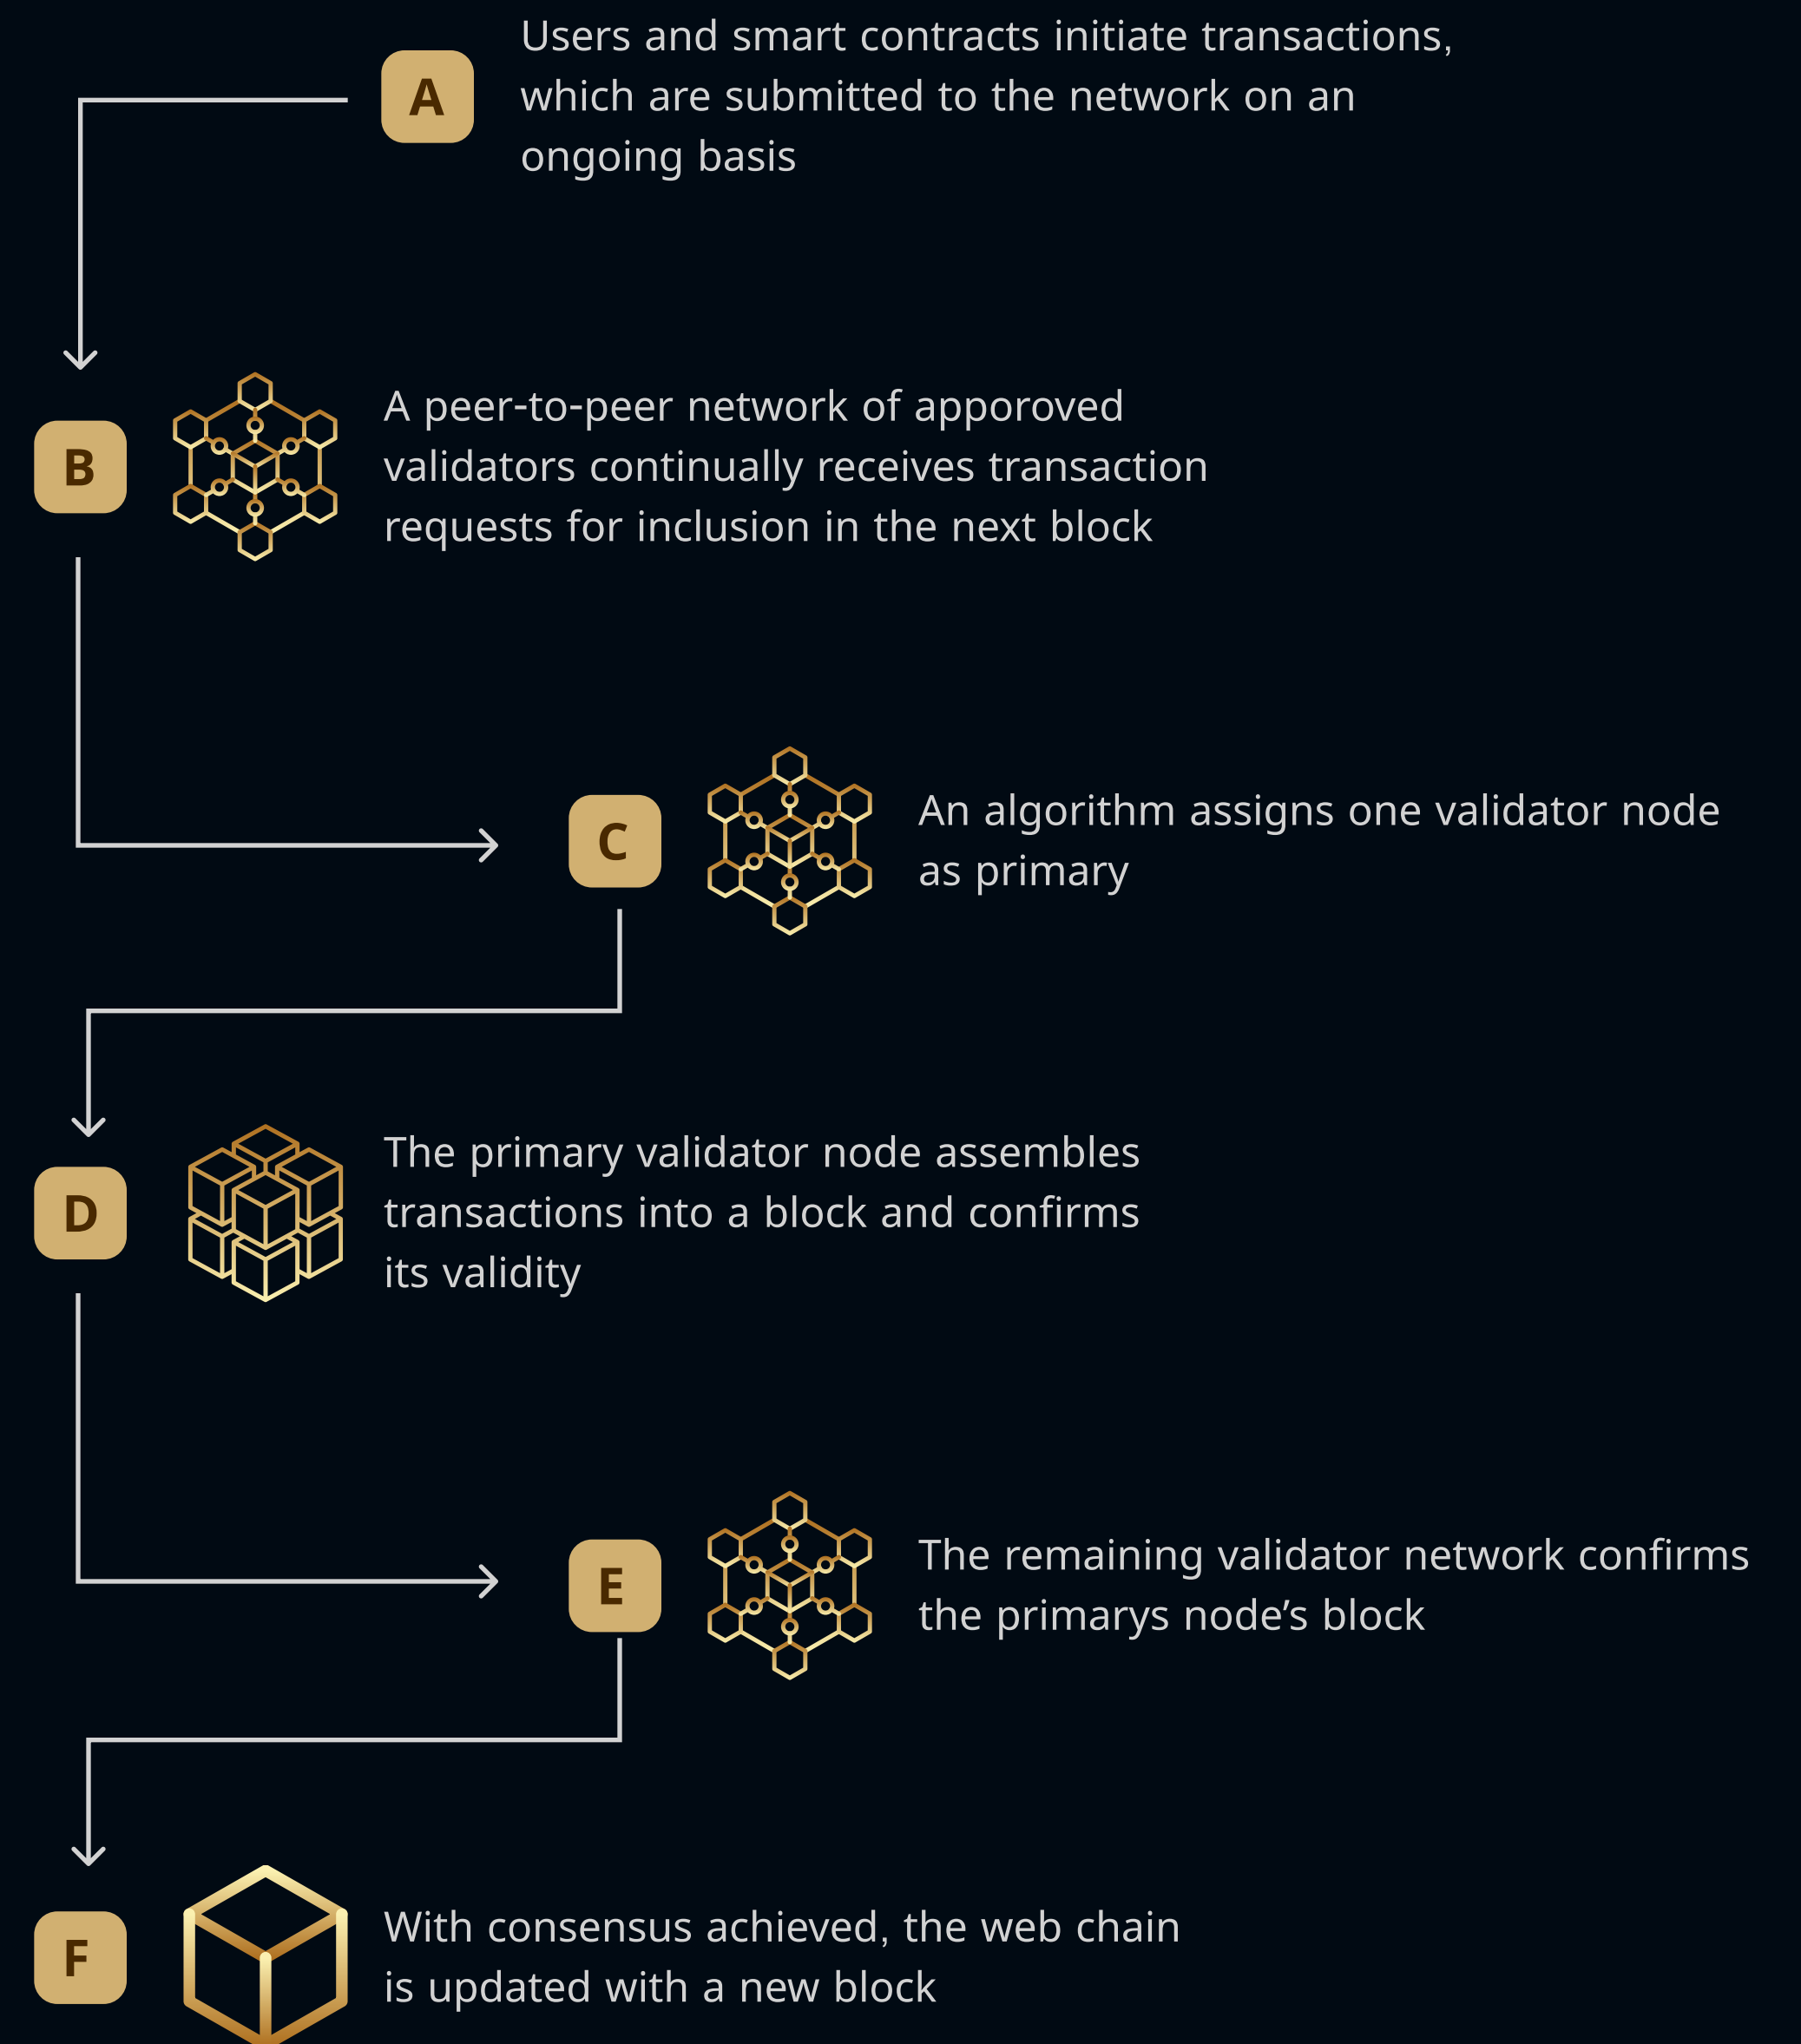 A
Users and smart contracts initiate transactions,
which are submitted to the network on an
ongoing basis
B
A peer-to-peer network of apporoved
validators continually receives transaction
requests for inclusion in the next block
C
An algorithm assigns one validator node
as primary
D
The primary validator node assembles
transactions into a block and confirms
its validity
E
The remaining validator network confirms
the primarys node’s block
F
With consensus achieved, the web chain
is updated with a new block